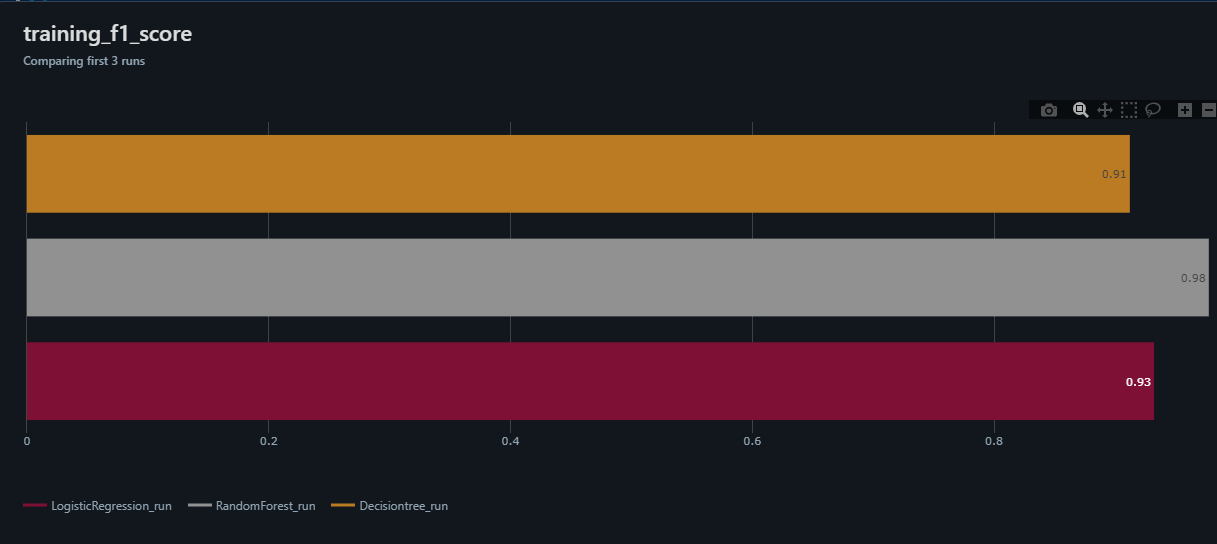 training_f1_score
Comparing first 3 runs
0.91
0.98
0.93
0 0.2 0.4 0.6 0.8
LogisticRegression_run RandomForest_run Decisiontree_run